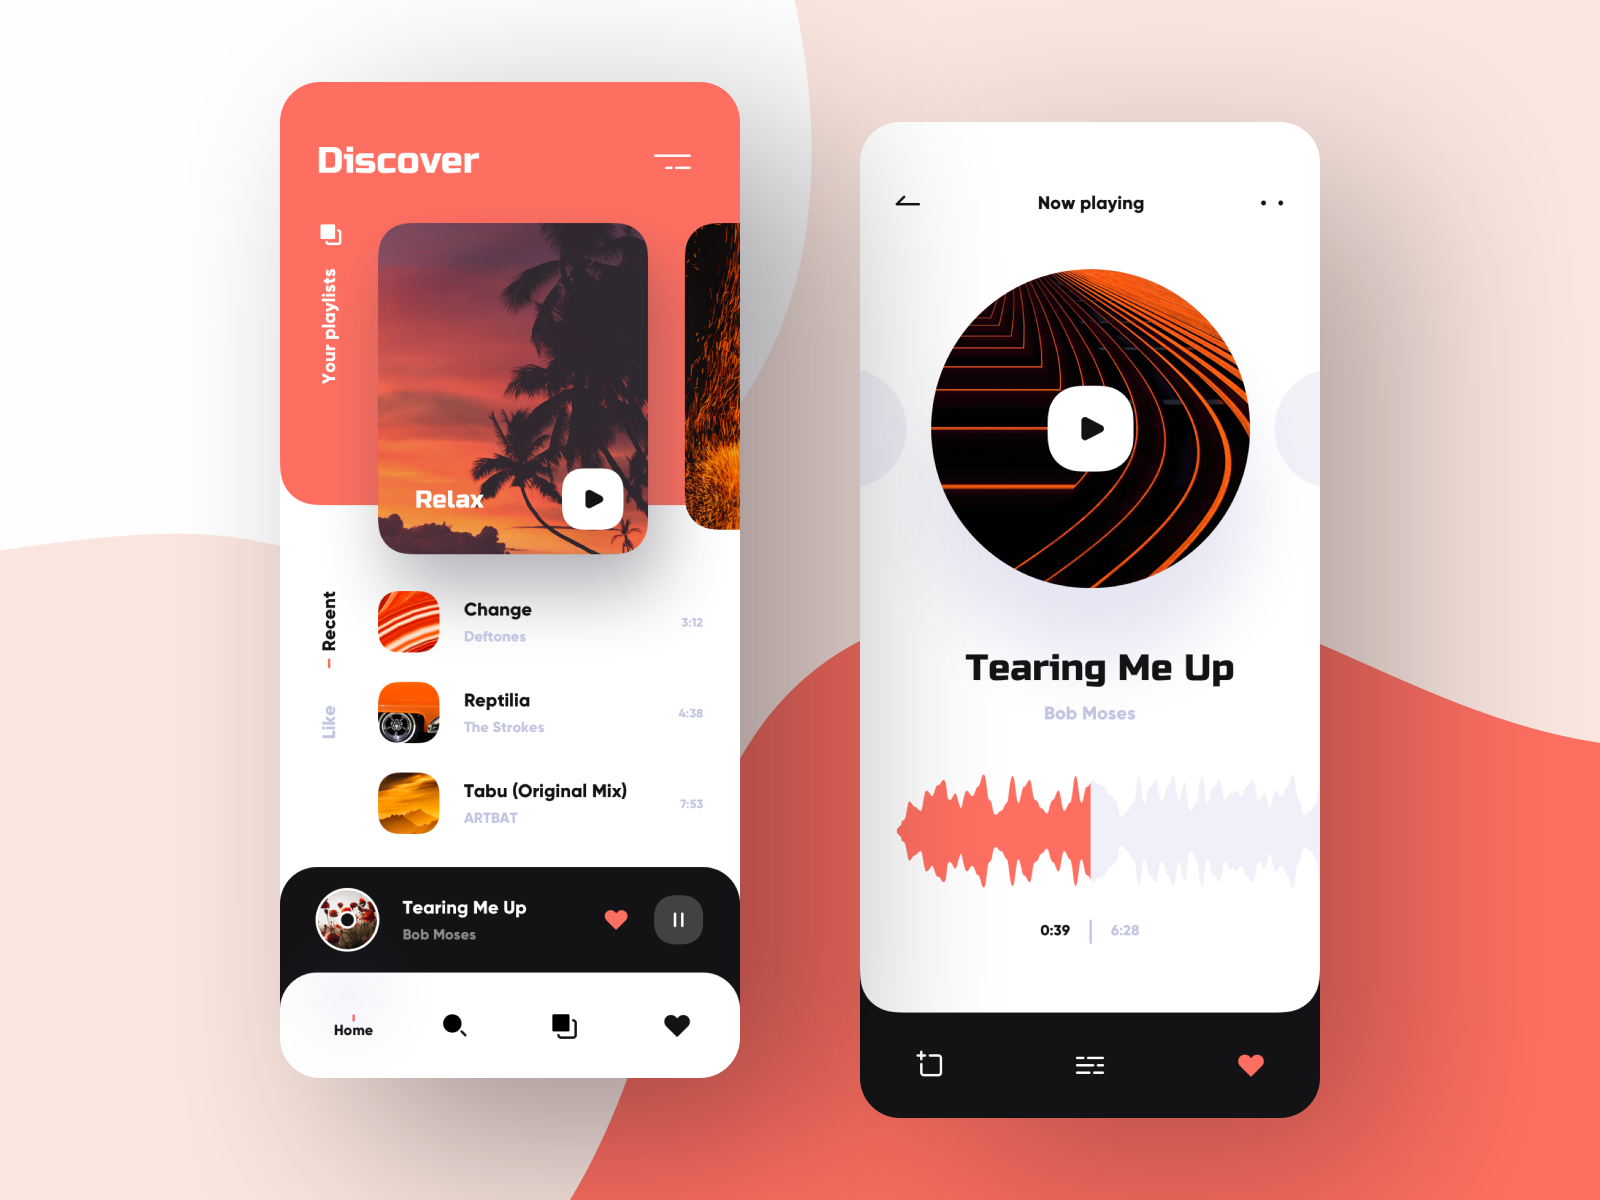 Discover
Your playlists
Relax
Recent
Like
Change
Deftones
3:12
Reptilia
The Strokes
4:38
Tabu (Original Mix)
ARTBAT
7:53
Tearing Me Up
Bob Moses
Home
Now playing
Tearing Me Up
Bob Moses
0:39
6:28